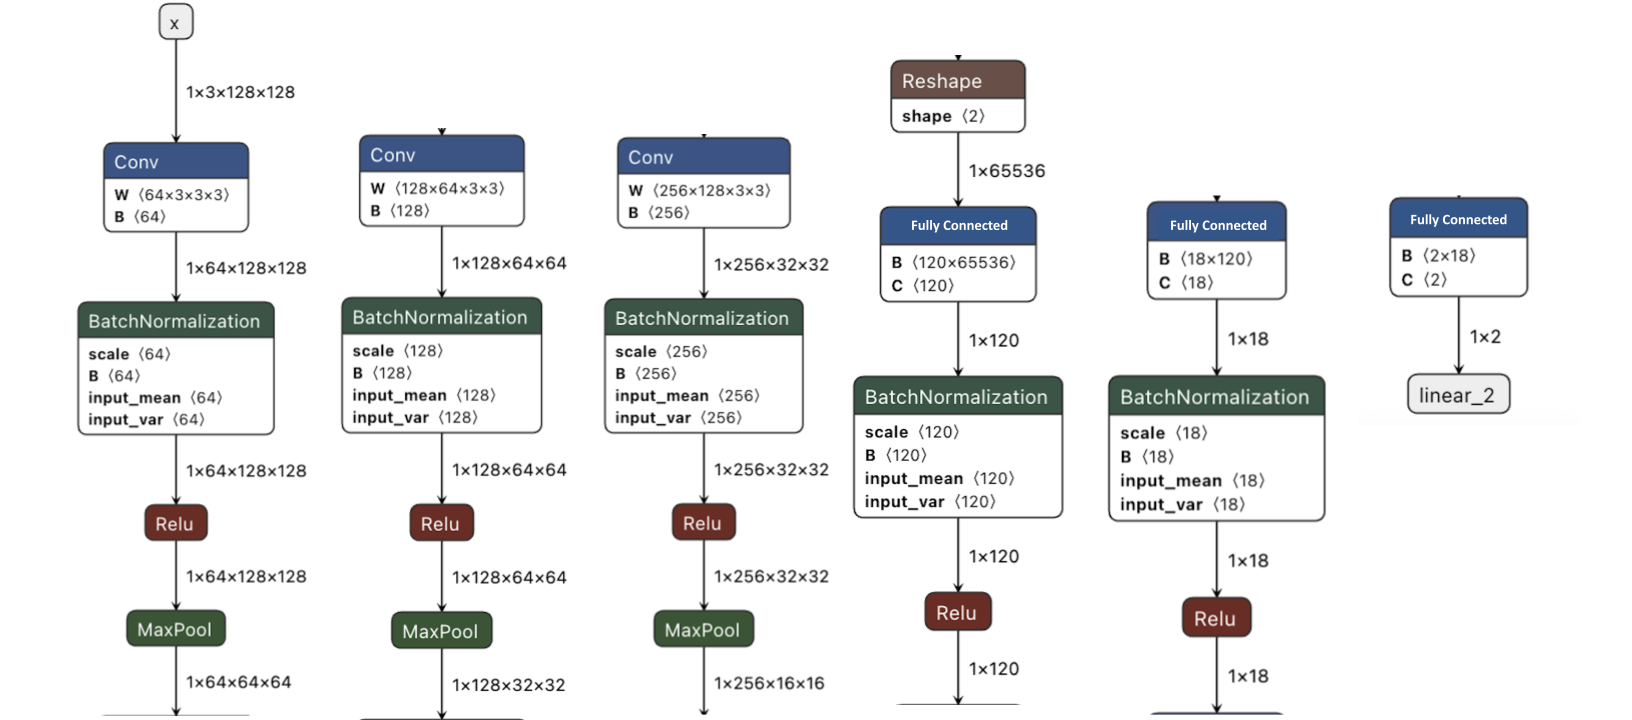 x
1×3×128×128
Conv
W ⟨64×3×3×3⟩
B ⟨64⟩
1×64×128×128
BatchNormalization
scale ⟨64⟩
B ⟨64⟩
input_mean ⟨64⟩
input_var ⟨64⟩
1×64×128×128
Relu
1×64×128×128
MaxPool
1×64×64×64
Conv
W ⟨128×64×3×3⟩
B ⟨128⟩
1×128×64×64
BatchNormalization
scale ⟨128⟩
B ⟨128⟩
input_mean ⟨128⟩
input_var ⟨128⟩
1×128×64×64
Relu
1×128×64×64
MaxPool
1×128×32×32
Conv
W ⟨256×128×3×3⟩
B ⟨256⟩
1×256×32×32
BatchNormalization
scale ⟨256⟩
B ⟨256⟩
input_mean ⟨256⟩
input_var ⟨256⟩
1×256×32×32
Relu
1×256×32×32
MaxPool
1×256×16×16
Reshape
shape ⟨2⟩
1×65536
Fully Connected
B ⟨120×65536⟩
C ⟨120⟩
1×120
BatchNormalization
scale ⟨120⟩
B ⟨120⟩
input_mean ⟨120⟩
input_var ⟨120⟩
1×120
Relu
1×120
Fully Connected
B ⟨18×120⟩
C ⟨18⟩
1×18
BatchNormalization
scale ⟨18⟩
B ⟨18⟩
input_mean ⟨18⟩
input_var ⟨18⟩
1×18
Relu
1×18
Fully Connected
B ⟨2×18⟩
C ⟨2⟩
1×2
linear_2